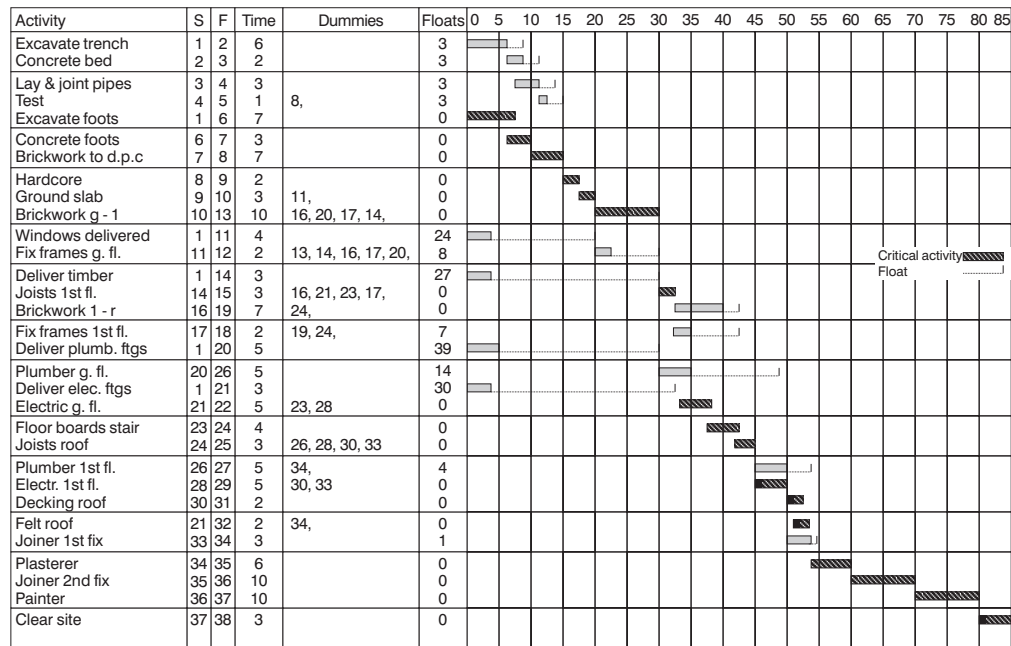 Activity S F Time Dummies Floats 0 5 10 15 20 25 30 35 40 45 50 55 60 65 70 75 80 85
Excavate trench 1 2 6 3
Concrete bed 2 3 2 3
Lay & joint pipes 3 4 3 3
Test 4 5 1 8, 3
Excavate foots 1 6 7 0
Concrete foots 6 7 3 0
Brickwork to d.p.c 7 8 7 0
Hardcore 8 9 2 0
Ground slab 9 10 3 11, 0
Brickwork g - 1 10 13 10 16, 20, 17, 14, 0
Windows delivered 1 11 4 24
Fix frames g. fl. 11 12 2 13, 14, 16, 17, 20, 8
Critical activity
Float
Deliver timber 1 14 3 27
Joists 1st fl. 14 15 3 16, 21, 23, 17, 0
Brickwork 1 - r 16 19 7 24, 0
Fix frames 1st fl. 17 18 2 19, 24, 7
Deliver plumb. ftgs 1 20 5 39
Plumber g. fl. 20 26 5 14
Deliver elec. ftgs 1 21 3 30
Electric g. fl. 21 22 5 23, 28 0
Floor boards stair 23 24 4 0
Joists roof 24 25 3 26, 28, 30, 33 0
Plumber 1st fl. 26 27 5 34, 4
Electr. 1st fl. 28 29 5 30, 33 0
Decking roof 30 31 2 0
Felt roof 21 32 2 34, 0
Joiner 1st fix 33 34 3 1
Plasterer 34 35 6 0
Joiner 2nd fix 35 36 10 0
Painter 36 37 10 0
Clear site 37 38 3 0